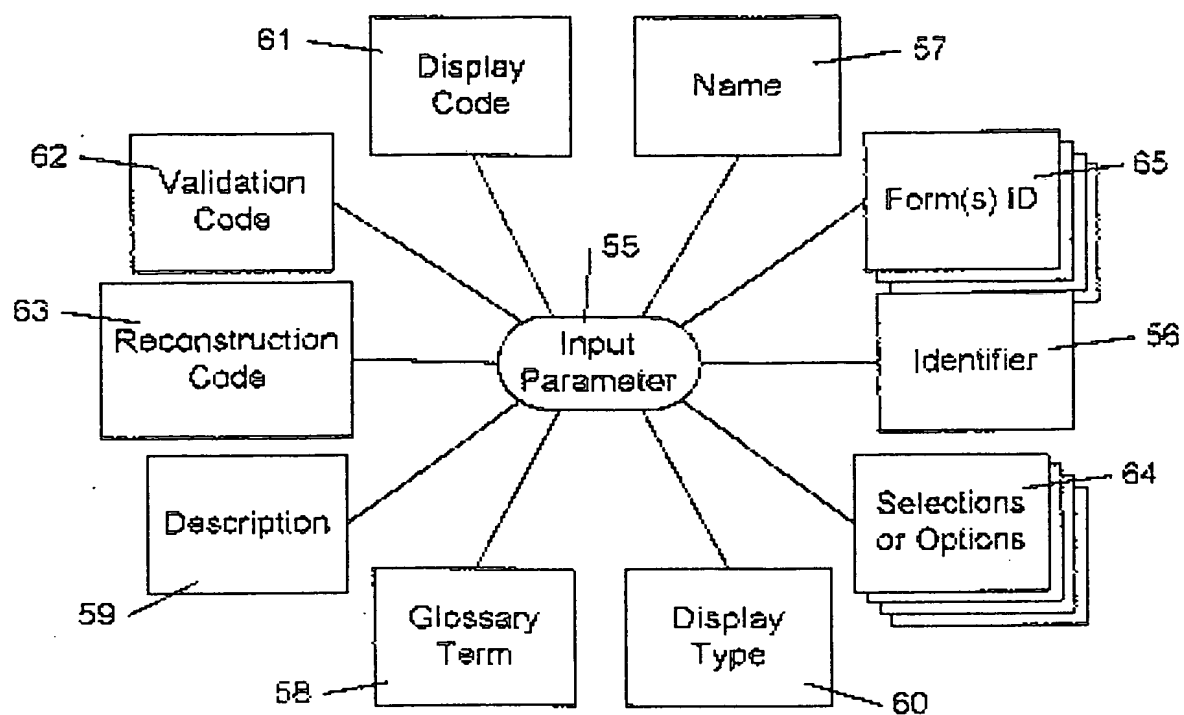 61
Display
Code
Name
57
62
Validation
Code
Form(s) ID
65
55
63
Reconstruction
Code
Input
Parameter
Identifier
56
Description
59
Selections
or Options
64
Glossary
Term
58
Display
Type
60